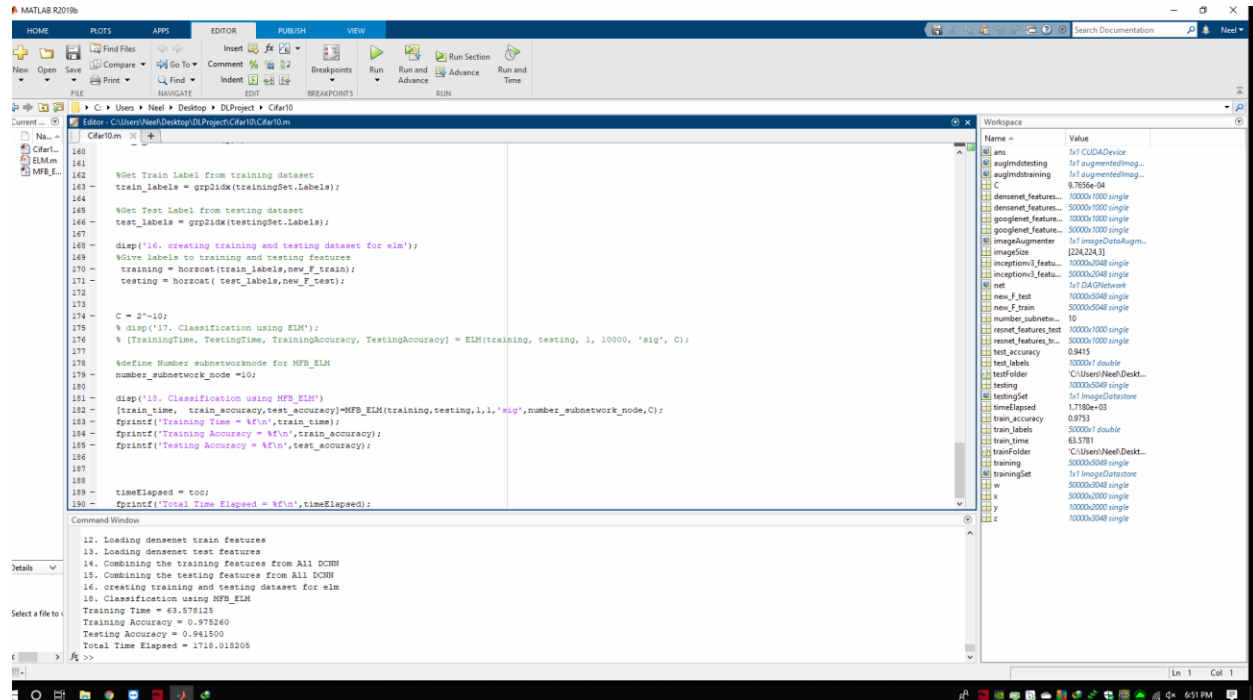 MATLAB R2019b
HOME PLOTS APPS EDITOR PUBLISH VIEW
Search Documentation
Neel
New Open Save
Find Files
Compare
Print
Go To
Find
Insert fx
Comment %
Indent
Breakpoints
Run
Run and Advance
Run Section
Advance
Run and Time
FILE NAVIGATE EDIT BREAKPOINTS RUN
C: Users Neel Desktop DLProject Cifar10
Current ...
Na...
Cifar1...
ELM.m
MFB_E...
Details
Select a file to v
Editor - C:\Users\Neel\Desktop\DLProject\Cifar10\Cifar10.m
Cifar10.m
160
161
162 %Get Train Label from training dataset
163 - train_labels = grp2idx(trainingSet.Labels);
164
165 %Get Test Label from testing dataset
166 - test_labels = grp2idx(testingSet.Labels);
167
168 - disp('16. creating training and testing dataset for elm');
169 %Give labels to training and testing features
170 - training = horzcat(train_labels,new_F_train);
171 - testing = horzcat( test_labels,new_F_test);
172
173
174 - C = 2^-10;
175 % disp('17. Classification using ELM');
176 % [TrainingTime, TestingTime, TrainingAccuracy, TestingAccuracy] = ELM(training, testing, 1, 10000, 'sig', C);
177
178 %define Number subnetworknode for MFB_ELM
179 - number_subnetwork_node =10;
180
181 - disp('18. Classification using MFB_ELM')
182 - [train_time, train_accuracy,test_accuracy]=MFB_ELM(training,testing,1,1,'sig',number_subnetwork_node,C);
183 - fprintf('Training Time = %f\n',train_time);
184 - fprintf('Training Accuracy = %f\n',train_accuracy);
185 - fprintf('Testing Accuracy = %f\n',test_accuracy);
186
187
188
189 - timeElapsed = toc;
190 - fprintf('Total Time Elapsed = %f\n',timeElapsed);
Command Window
12. Loading densenet train features
13. Loading densenet test features
14. Combining the training features from All DCNN
15. Combining the testing features from All DCNN
16. creating training and testing dataset for elm
18. Classification using MFB_ELM
Training Time = 63.578125
Training Accuracy = 0.975260
Testing Accuracy = 0.941500
Total Time Elapsed = 1718.018205
fx >>
Workspace
Name Value
ans 1x1 CUDADevice
augImdstesting 1x1 augmentedImag...
augImdstraining 1x1 augmentedImag...
C 9.7656e-04
densenet_features... 10000x1000 single
densenet_features... 50000x1000 single
googlenet_feature... 10000x1000 single
googlenet_feature... 50000x1000 single
imageAugmenter 1x1 imageDataAugm...
imageSize [224,224,3]
inceptionv3_featu... 10000x2048 single
inceptionv3_featu... 50000x2048 single
net 1x1 DAGNetwork
new_F_test 10000x5048 single
new_F_train 50000x5048 single
number_subnetw... 10
resnet_features_test 10000x1000 single
resnet_features_tr... 50000x1000 single
test_accuracy 0.9415
test_labels 10000x1 double
testFolder 'C:\Users\Neel\Deskt...
testing 10000x5049 single
testingSet 1x1 ImageDatastore
timeElapsed 1.7180e+03
train_accuracy 0.9753
train_labels 50000x1 double
train_time 63.5781
trainFolder 'C:\Users\Neel\Deskt...
training 50000x5049 single
trainingSet 1x1 ImageDatastore
w 50000x3048 single
x 50000x2000 single
y 10000x2000 single
z 10000x3048 single
Ln 1 Col 1
6:51 PM